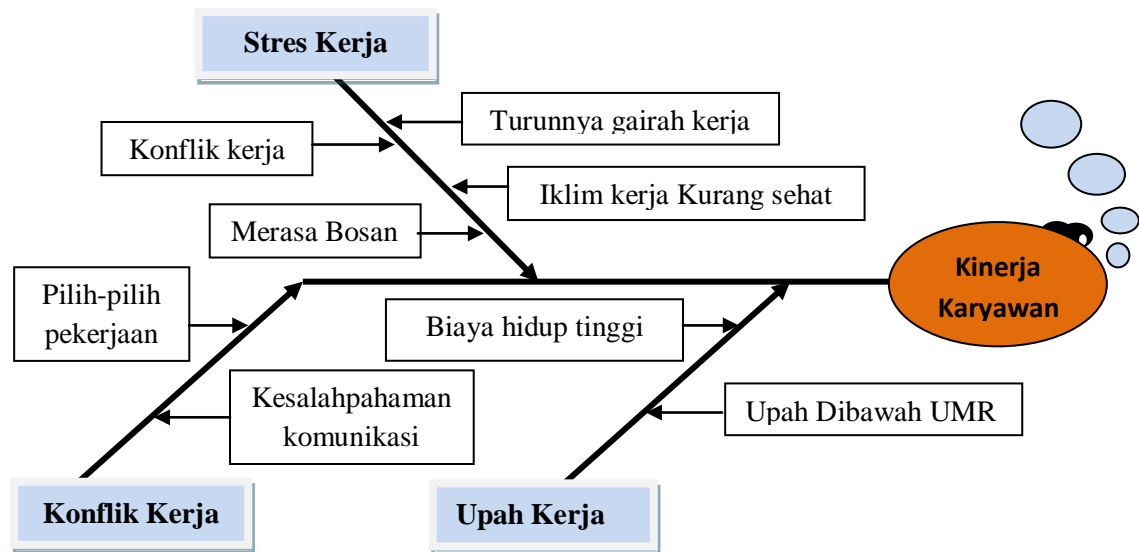 Stres Kerja
Turunnya gairah kerja
Konflik kerja
Iklim kerja Kurang sehat
Merasa Bosan
Kinerja
Karyawan
Pilih-pilih
pekerjaan
Biaya hidup tinggi
Kesalahpahaman
komunikasi
Upah Dibawah UMR
Konflik Kerja
Upah Kerja